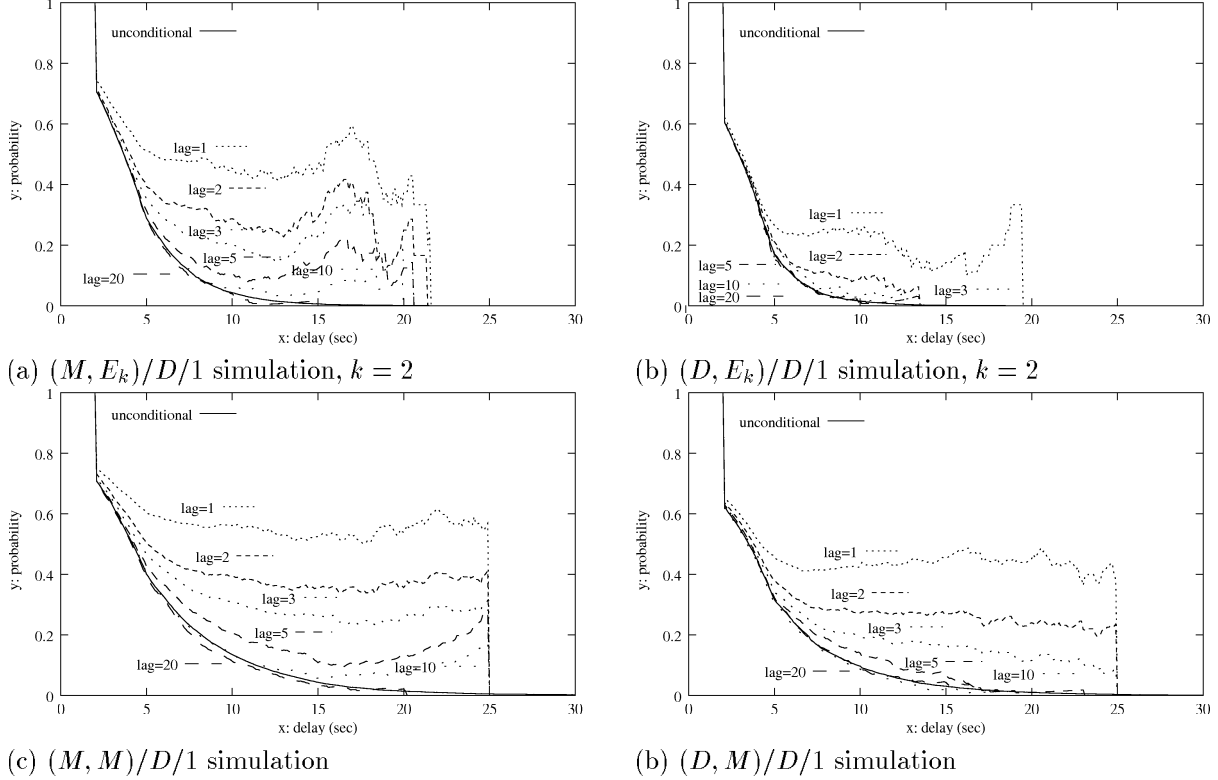 1
0.8
0.6
0.4
0.2
0
y: probability
unconditional
lag=1
lag=2
lag=3
lag=5
lag=10
lag=20
0 5 10 15 20 25 30
x: delay (sec)
(a) (M, E_k)/D/1 simulation, k = 2
1
0.8
0.6
0.4
0.2
0
y: probability
unconditional
lag=1
lag=2
lag=5
lag=10
lag=3
lag=20
0 5 10 15 20 25 30
x: delay (sec)
(b) (D, E_k)/D/1 simulation, k = 2
1
0.8
0.6
0.4
0.2
0
y: probability
unconditional
lag=1
lag=2
lag=3
lag=5
lag=20
lag=10
0 5 10 15 20 25 30
x: delay (sec)
(c) (M, M)/D/1 simulation
1
0.8
0.6
0.4
0.2
0
y: probability
unconditional
lag=1
lag=2
lag=3
lag=5
lag=20
lag=10
0 5 10 15 20 25 30
x: delay (sec)
(b) (D, M)/D/1 simulation